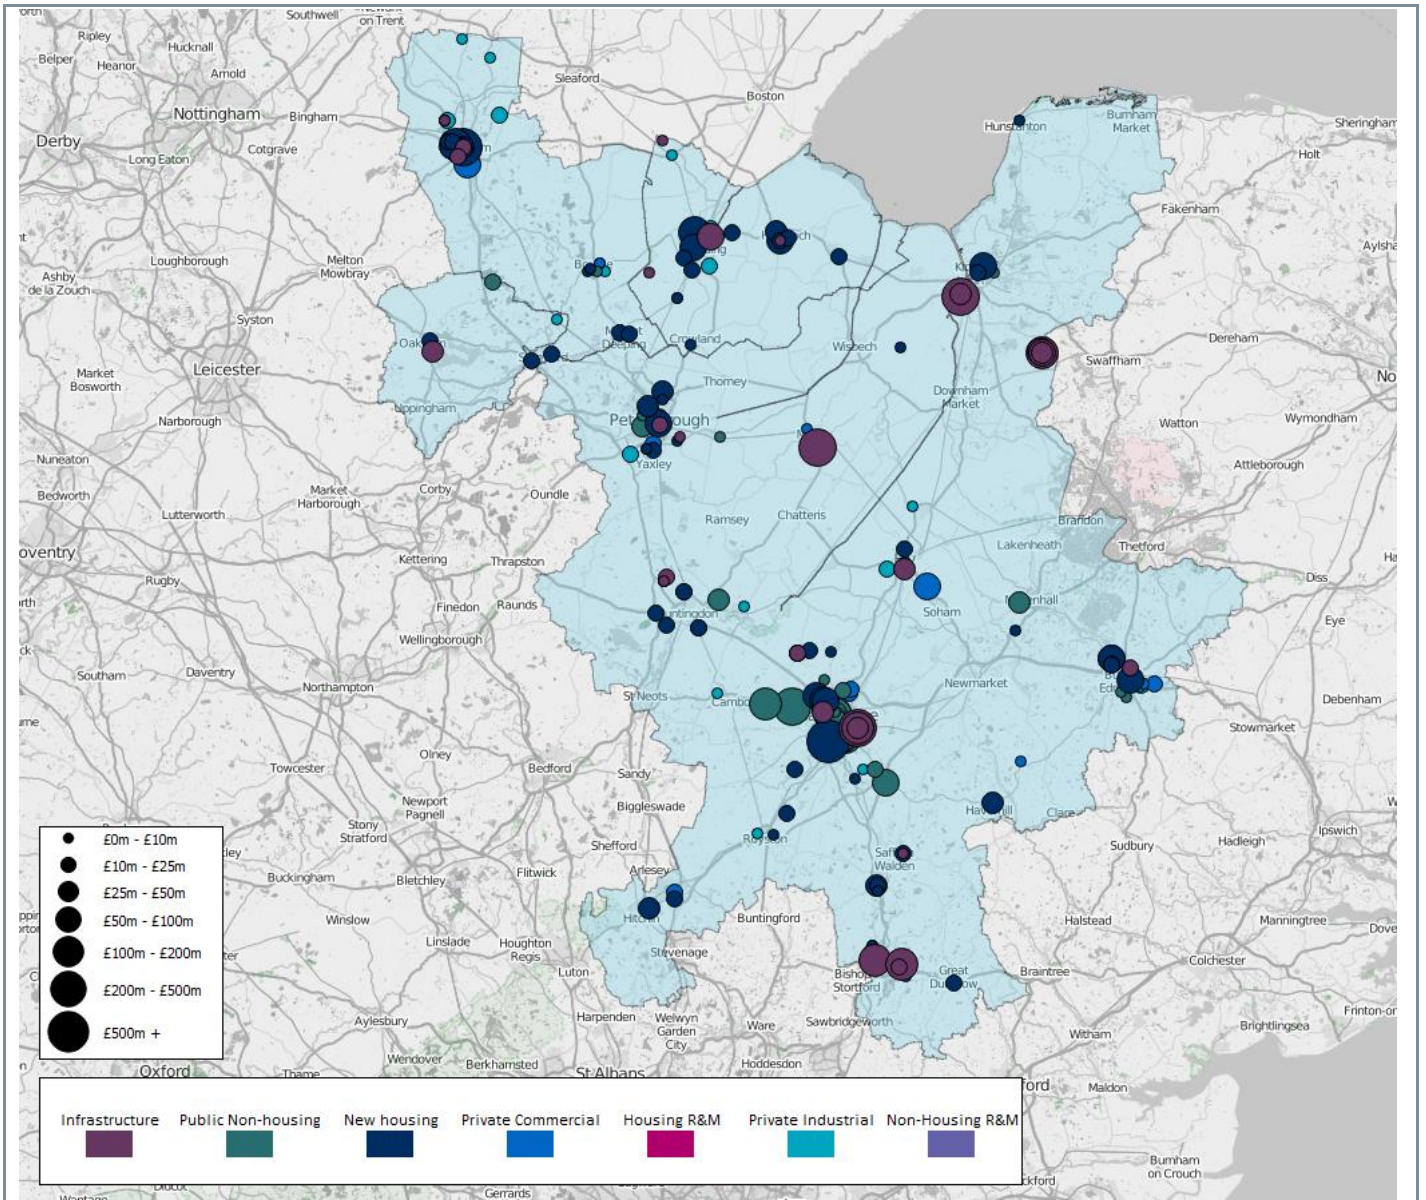 Southwell
on Trent
Ripley
Hucknall
Belper
Heanor
Arnold
Sleaford
Nottingham
Bingham
Boston
Hunstanton
Burnham
Market
Sheringham
Derby
Long Eaton
Cotgrave
Holt
Fakenham
Loughborough
Melton
Mowbray
Ashby
de la Zouch
Syston
Crowland
Wisbech
Dereham
Swaffham
Leicester
Market
Bosworth
Thorney
Downham
Market
Uppingham
Narborough
Watton
Wymondham
Nuneaton
Yaxley
Attleborough
Bedworth
Market
Harborough
Corby
Oundle
Lutterworth
Ramsey
Chatteris
Brandon
Lakenheath
Thetford
oventry
Kettering
Thrapston
Rugby
Diss
Finedon
Raunds
Soham
Eye
Wellingborough
Daventry
Southam
Northampton
St Neots
Newmarket
Debenham
Stowmarket
Olney
Towcester
Bedford
Sandy
Newport
Pagnell
Biggleswade
Clare
Stony
Stratford
Ipswich
Royston
Hadleigh
Sudbury
Shefford
Walden
Arlesey
Flitwick
Buckingham
Bletchley
Winslow
Buntingford
Halstead
Manningtree
Linslade
Houghton
Regis
Stevenage
Colchester
Luton
Great
Braintree
Stortford
Harpenden
Welwyn
Garden
City
Ware
Sawbridgeworth
Aylesbury
Witham
Brightlingsea
Wendover
Berkhamsted
Hoddesdon
Oxford
Thame
St Albans
Maldon
£0m - £10m
£10m - £25m
£25m - £50m
£50m - £100m
£100m - £200m
£200m - £500m
£500m +
Infrastructure
Public Non-housing
New housing
Private Commercial
Housing R&M
Private Industrial
Non-Housing R&M
Burnham
on Crouch
Gerrards